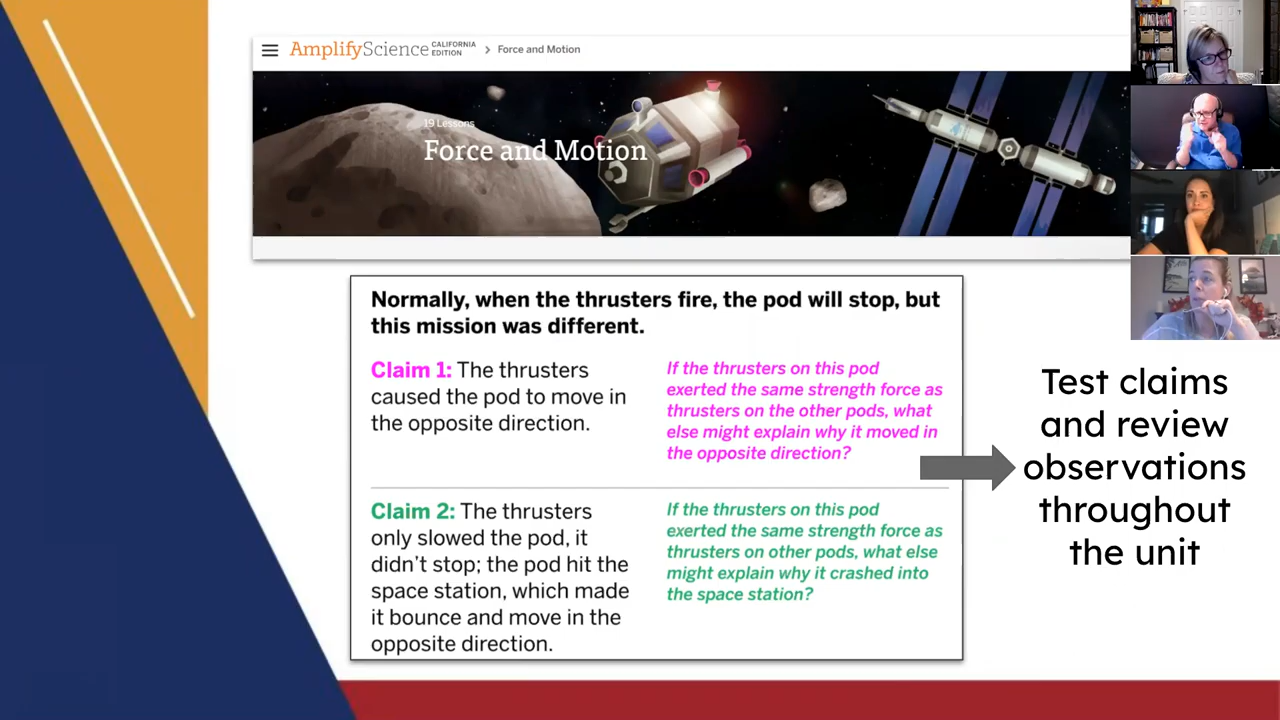 AmplifyScience CALIFORNIA EDITION > Force and Motion
19 Lessons
Force and Motion
Normally, when the thrusters fire, the pod will stop, but
this mission was different.
Claim 1: The thrusters
caused the pod to move in
the opposite direction.
If the thrusters on this pod
exerted the same strength force as
thrusters on the other pods, what
else might explain why it moved in
the opposite direction?
Claim 2: The thrusters
only slowed the pod, it
didn't stop; the pod hit the
space station, which made
it bounce and move in the
opposite direction.
If the thrusters on this pod
exerted the same strength force as
thrusters on other pods, what else
might explain why it crashed into
the space station?
Test claims
and review
observations
throughout
the unit